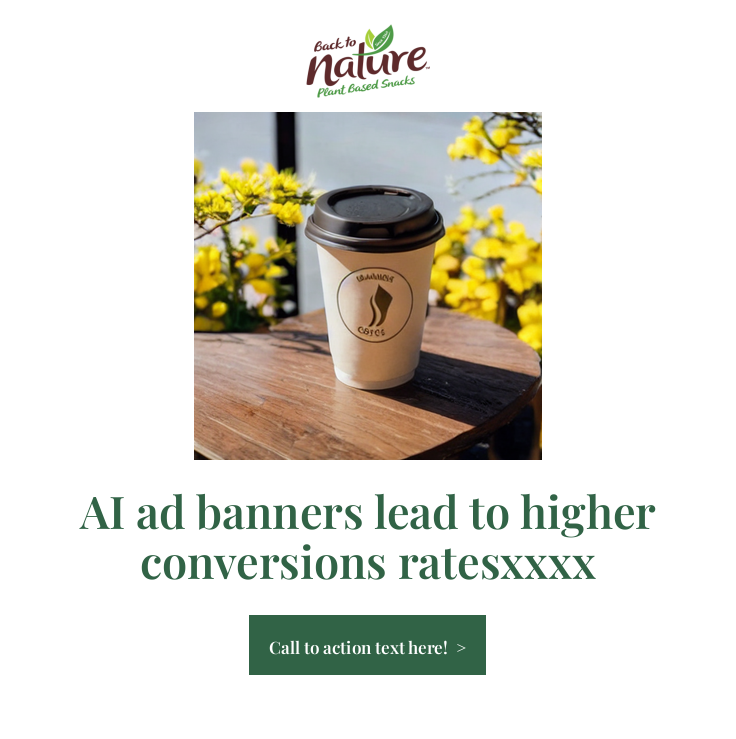 Back to
nature
Plant Based Snacks
AI ad banners lead to higher
conversions ratesxxxx
Call to action text here! >